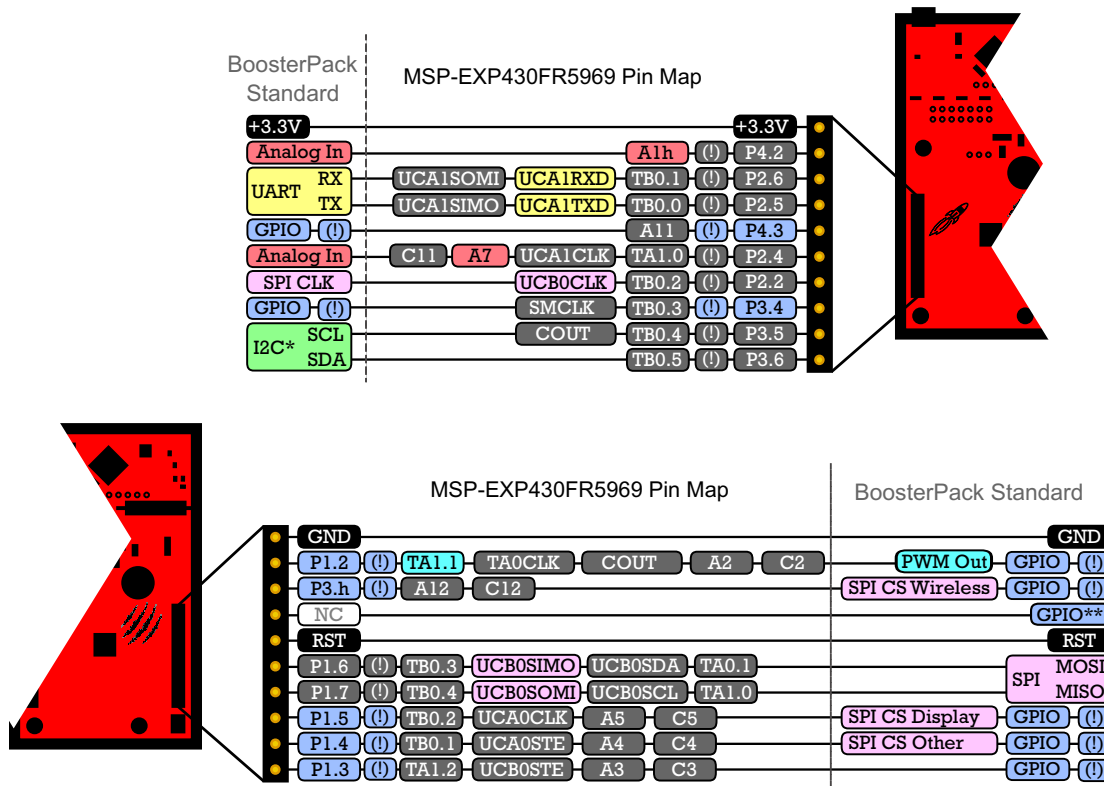 BoosterPack
Standard
MSP-EXP430FR5969 Pin Map
+3.3V +3.3V
Analog In A1h (!) P4.2
UART RX UCA1SOMI UCA1RXD TB0.1 (!) P2.6
TX UCA1SIMO UCA1TXD TB0.0 (!) P2.5
GPIO (!) A11 (!) P4.3
Analog In C11 A7 UCA1CLK TA1.0 (!) P2.4
SPI CLK UCB0CLK TB0.2 (!) P2.2
GPIO (!) SMCLK TB0.3 (!) P3.4
I2C* SCL COUT TB0.4 (!) P3.5
SDA TB0.5 (!) P3.6
MSP-EXP430FR5969 Pin Map
BoosterPack Standard
GND GND
P1.2 (!) TA1.1 TA0CLK COUT A2 C2 PWM Out GPIO (!)
P3.h (!) A12 C12 SPI CS Wireless GPIO (!)
NC GPIO**
RST RST
P1.6 (!) TB0.3 UCB0SIMO UCB0SDA TA0.1 SPI MOSI
P1.7 (!) TB0.4 UCB0SOMI UCB0SCL TA1.0 MISO
P1.5 (!) TB0.2 UCA0CLK A5 C5 SPI CS Display GPIO (!)
P1.4 (!) TB0.1 UCA0STE A4 C4 SPI CS Other GPIO (!)
P1.3 (!) TA1.2 UCB0STE A3 C3 GPIO (!)